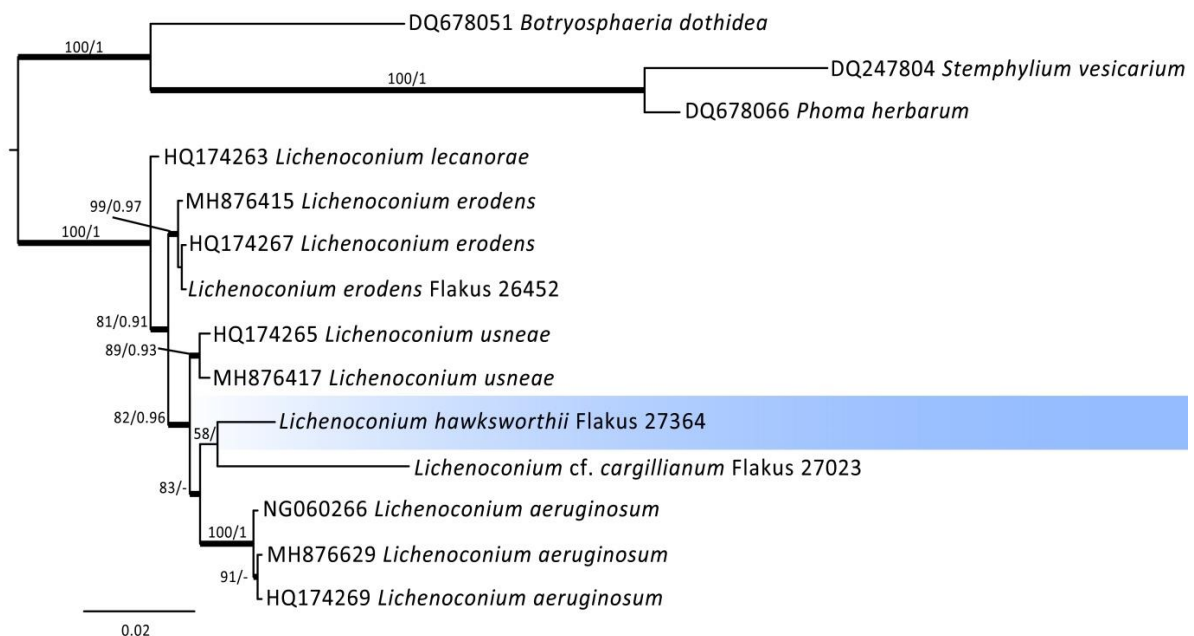 DQ678051 Botryosphaeria dothidea
100/1
DQ247804 Stemphylium vesicarium
100/1
DQ678066 Phoma herbarum
HQ174263 Lichenoconium lecanorae
99/0.97
MH876415 Lichenoconium erodens
100/1
HQ174267 Lichenoconium erodens
Lichenoconium erodens Flakus 26452
81/0.91
HQ174265 Lichenoconium usneae
89/0.93
MH876417 Lichenoconium usneae
82/0.96
Lichenoconium hawksworthii Flakus 27364
58/
Lichenoconium cf. cargillianum Flakus 27023
83/-
NG060266 Lichenoconium aeruginosum
100/1
MH876629 Lichenoconium aeruginosum
91/-
HQ174269 Lichenoconium aeruginosum
0.02